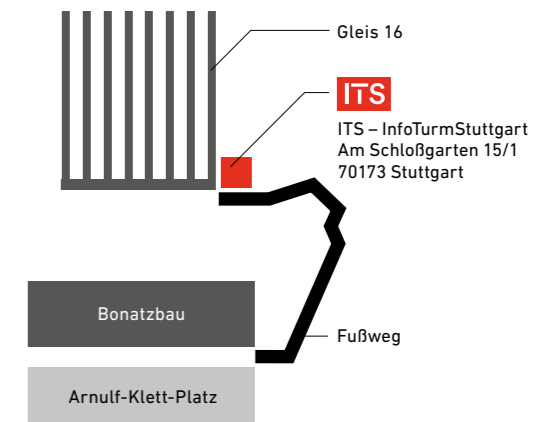 Gleis 16
ITS
ITS – InfoTurmStuttgart
Am Schloßgarten 15/1
70173 Stuttgart
Bonatzbau
Fußweg
Arnulf-Klett-Platz